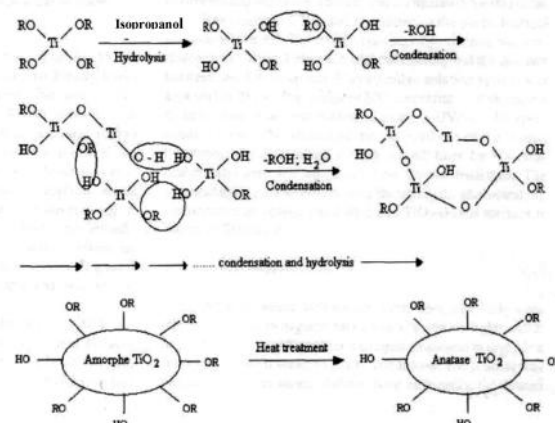 RO OR Isopropanol RO OH RO OH -ROH
Ti Ti Ti
RO OR Hydrolysis HO OR HO OR Condensation
RO O
Ti Ti O
HO OR O - H HO OH -ROH; H2O RO Ti Ti OH
HO OH Ti Condensation HO O Ti
Ti HO OR Ti OH OR
RO OR RO O
...... condensation and hydrolysis
OR OR
OR OR OR OR
HO Amorphe TiO2 OR Heat treatment HO Anatase TiO2
RO OR RO OR
HO HO